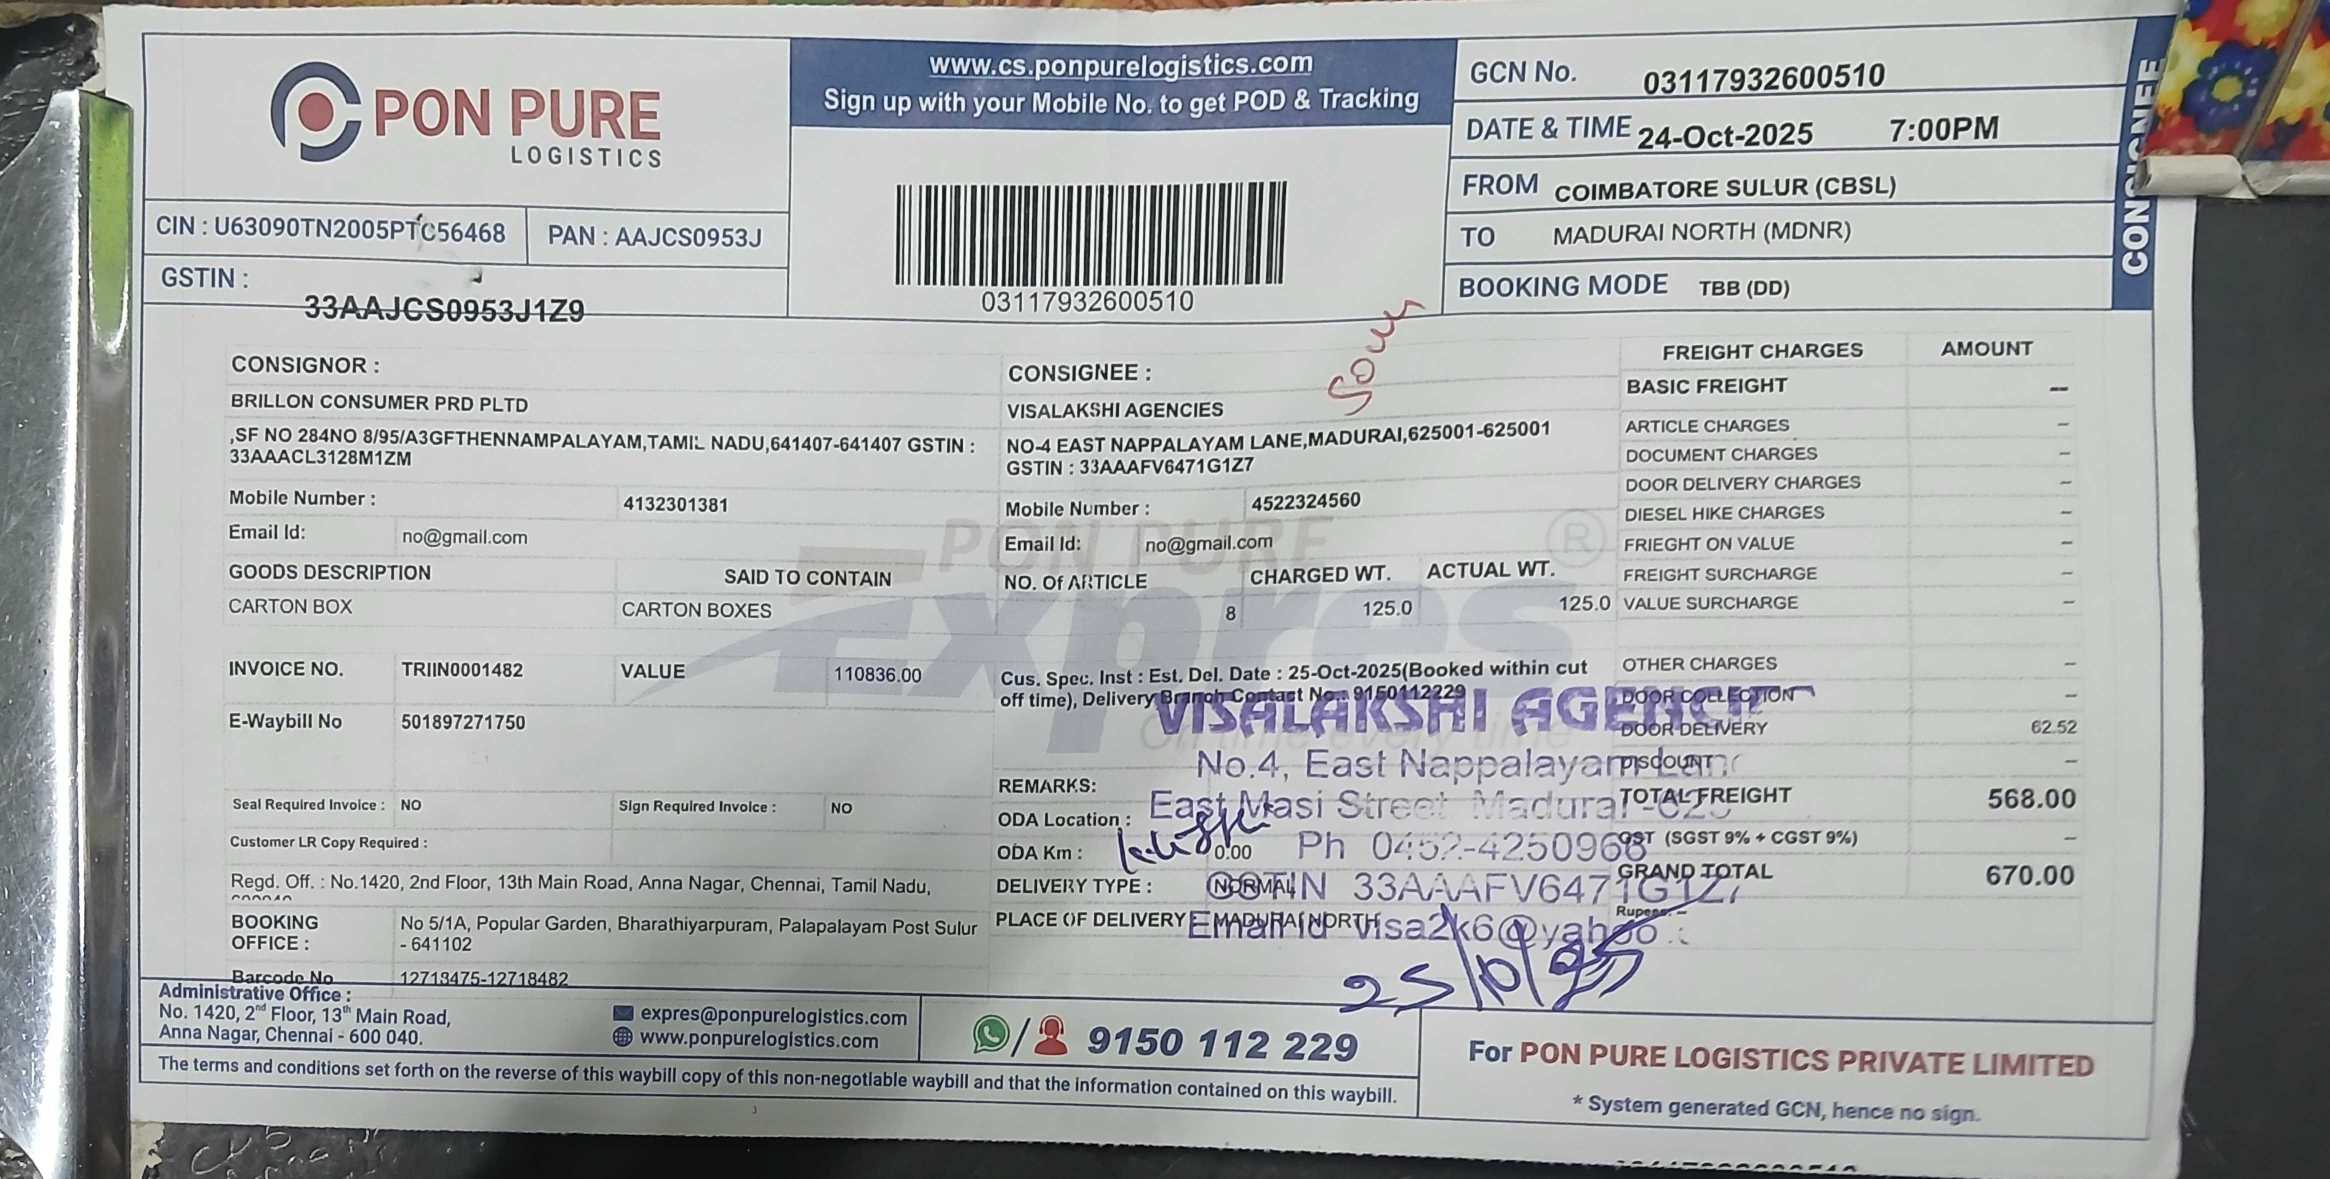 PON PURE
LOGISTICS
CIN : U63090TN2005PTC56468
PAN : AAJCS0953J
GSTIN :
33AAJCS0953J1Z9
www.cs.ponpurelogistics.com
Sign up with your Mobile No. to get POD & Tracking
03117932600510
GCN No. 03117932600510
DATE & TIME 24-Oct-2025 7:00PM
FROM COIMBATORE SULUR (CBSL)
TO MADURAI NORTH (MDNR)
BOOKING MODE TBB (DD)
CONSIGNEE
CONSIGNOR :
BRILLON CONSUMER PRD PLTD
,SF NO 284NO 8/95/A3GFTHENNAMPALAYAM,TAMIL NADU,641407-641407 GSTIN :
33AAACL3128M1ZM
Mobile Number : 4132301381
Email Id: no@gmail.com
CONSIGNEE :
VISALAKSHI AGENCIES
NO-4 EAST NAPPALAYAM LANE,MADURAI,625001-625001
GSTIN : 33AAAFV6471G1Z7
Mobile Number : 4522324560
Email Id: no@gmail.com
PON PURE
Expres
®
GOODS DESCRIPTION SAID TO CONTAIN NO. Of ARTICLE CHARGED WT. ACTUAL WT.
CARTON BOX CARTON BOXES 8 125.0 125.0
INVOICE NO. TRIIN0001482 VALUE 110836.00
E-Waybill No 501897271750
Seal Required Invoice : NO Sign Required Invoice : NO
Customer LR Copy Required :
Regd. Off. : No.1420, 2nd Floor, 13th Main Road, Anna Nagar, Chennai, Tamil Nadu,
BOOKING OFFICE : No 5/1A, Popular Garden, Bharathiyarpuram, Palapalayam Post Sulur
- 641102
Barcode No 12718475-12718482
Cus. Spec. Inst : Est. Del. Date : 25-Oct-2025(Booked within cut
off time), Delivery Branch Contact No.: 9150112229
REMARKS:
ODA Location :
ODA Km : 0.00
DELIVERY TYPE : NORMAL
PLACE OF DELIVERY MADURAI NORTH
VISALAKSHI AGENC
No.4, East Nappalayam Lane
East Masi Street Madurai -625
Ph 0452-4250966
GSTIN 33AAAFV6471G1Z7
Email id visa2k6@yahoo.
25/10/25
FREIGHT CHARGES AMOUNT
BASIC FREIGHT --
ARTICLE CHARGES –
DOCUMENT CHARGES –
DOOR DELIVERY CHARGES –
DIESEL HIKE CHARGES –
FRIEGHT ON VALUE –
FREIGHT SURCHARGE –
VALUE SURCHARGE –
OTHER CHARGES –
DOOR COLLECTION –
DOOR DELIVERY 62.52
DISCOUNT –
TOTAL FREIGHT 568.00
GST (SGST 9% + CGST 9%) –
GRAND TOTAL 670.00
Rupees: –
Administrative Office :
No. 1420, 2nd Floor, 13th Main Road,
Anna Nagar, Chennai - 600 040.
expres@ponpurelogistics.com
www.ponpurelogistics.com
/ 9150 112 229
The terms and conditions set forth on the reverse of this waybill copy of this non-negotiable waybill and that the information contained on this waybill.
For PON PURE LOGISTICS PRIVATE LIMITED
* System generated GCN, hence no sign.